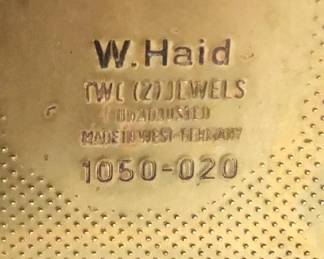 W. Haid
TWO (2) JEWELS
UNADJUSTED
MADE IN WEST-GERMANY
1050-020